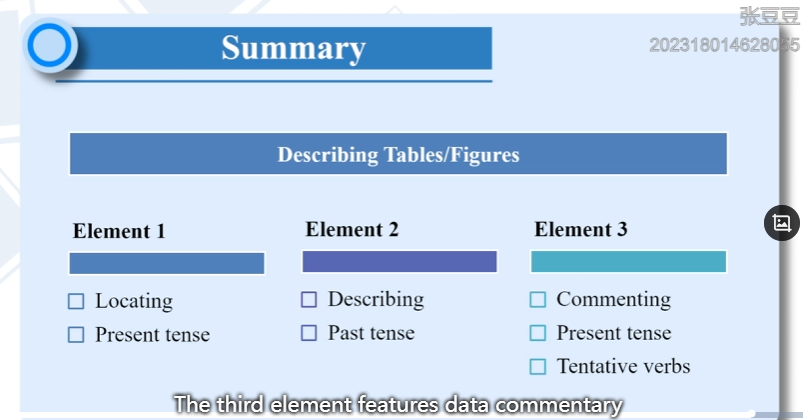 张豆豆
202318014628055
Summary
Describing Tables/Figures
Element 1
Locating
Present tense
Element 2
Describing
Past tense
Element 3
Commenting
Present tense
Tentative verbs
The third element features data commentary